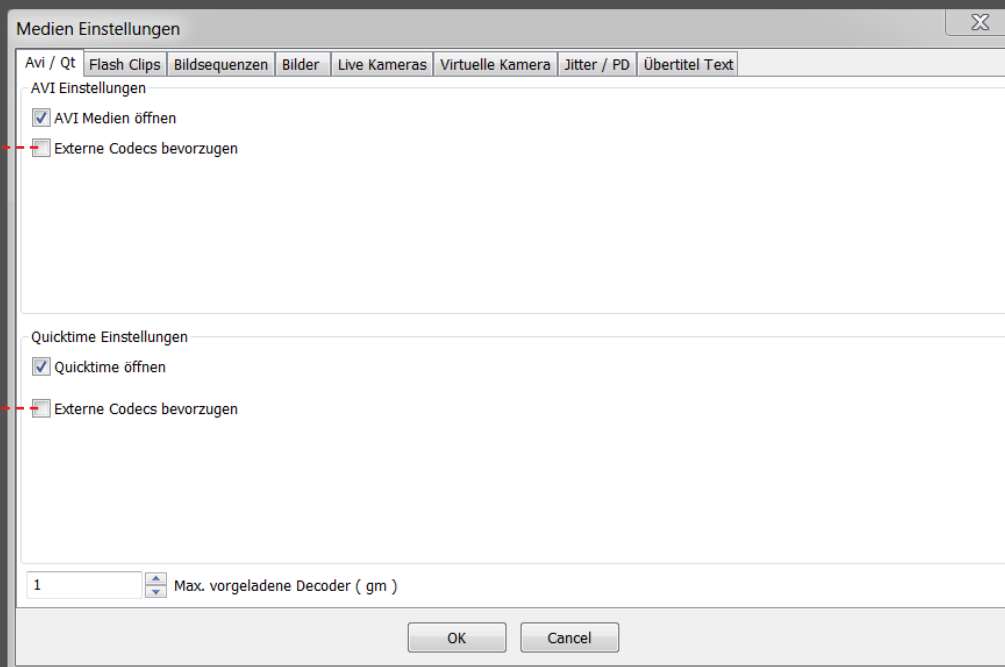 Medien Einstellungen
Avi / Qt Flash Clips Bildsequenzen Bilder Live Kameras Virtuelle Kamera Jitter / PD Übertitel Text
AVI Einstellungen
AVI Medien öffnen
Externe Codecs bevorzugen
Quicktime Einstellungen
Quicktime öffnen
Externe Codecs bevorzugen
1 Max. vorgeladene Decoder ( gm )
OK Cancel